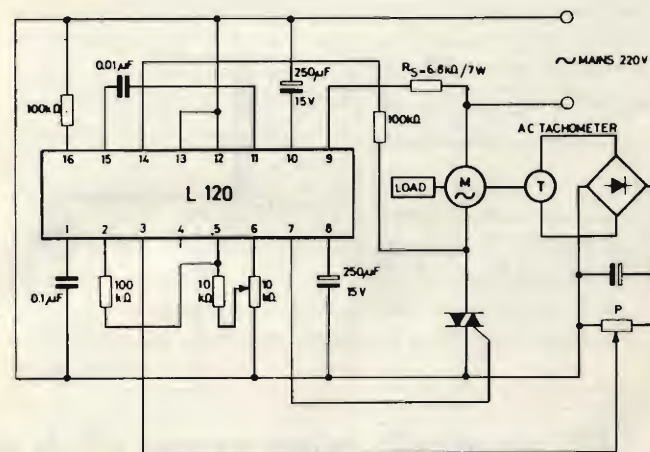 0.01µF
250µF
15V
RS=6.8kΩ/7W
∼ MAINS 220V
100kΩ
100kΩ
AC TACHOMETER
16 15 14 13 12 11 10 9
L 120
LOAD
M
∼
T
1 2 3 4 5 6 7 8
0.1µF
100
kΩ
10
kΩ
10
kΩ
250µF
15V
P